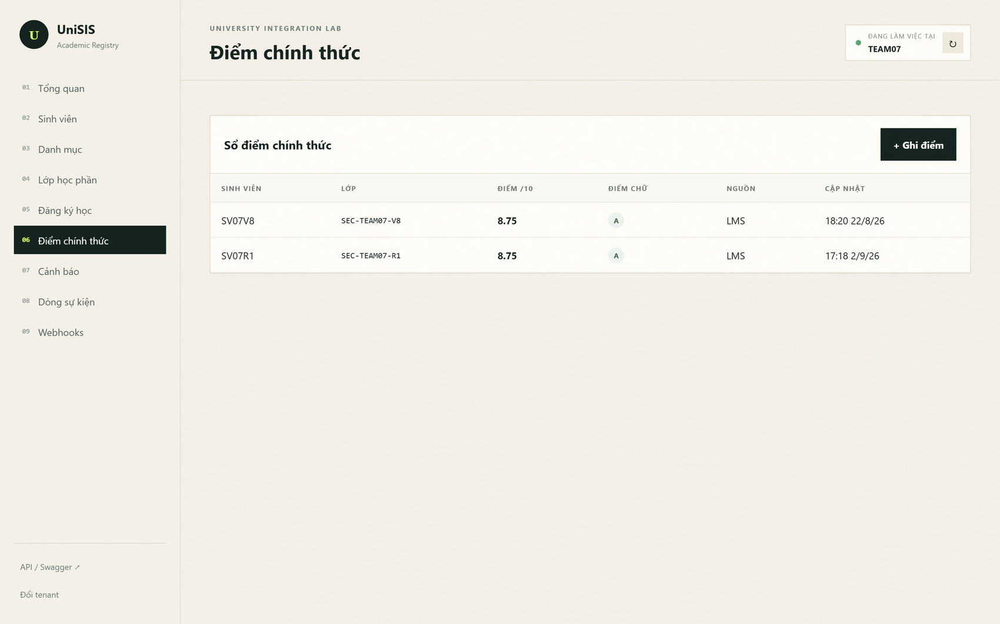 U
UniSIS
Academic Registry
01 Tổng quan
02 Sinh viên
03 Danh mục
04 Lớp học phần
05 Đăng ký học
06 Điểm chính thức
07 Cảnh báo
08 Dòng sự kiện
09 Webhooks
API / Swagger ↗
Đổi tenant
UNIVERSITY INTEGRATION LAB
Điểm chính thức
ĐANG LÀM VIỆC TẠI
TEAM07
↻
Sổ điểm chính thức
+ Ghi điểm
SINH VIÊN LỚP ĐIỂM /10 ĐIỂM CHỮ NGUỒN CẬP NHẬT
SV07V8 SEC-TEAM07-V8 8.75 A LMS 18:20 22/8/26
SV07R1 SEC-TEAM07-R1 8.75 A LMS 17:18 2/9/26